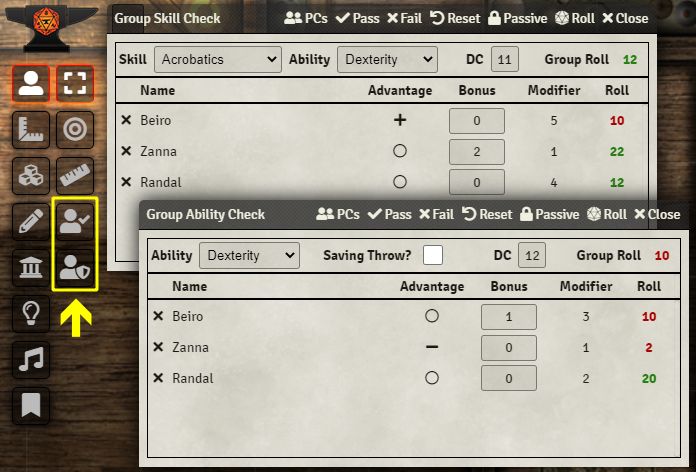 Group Skill Check PCs Pass Fail Reset Passive Roll Close
Skill Acrobatics Ability Dexterity DC 11 Group Roll 12
Name Advantage Bonus Modifier Roll
Beiro + 0 5 10
Zanna 2 1 22
Randal 0 4 12
Group Ability Check PCs Pass Fail Reset Passive Roll Close
Ability Dexterity Saving Throw? DC 12 Group Roll 10
Name Advantage Bonus Modifier Roll
Beiro 1 3 10
Zanna − 0 1 2
Randal 0 2 20